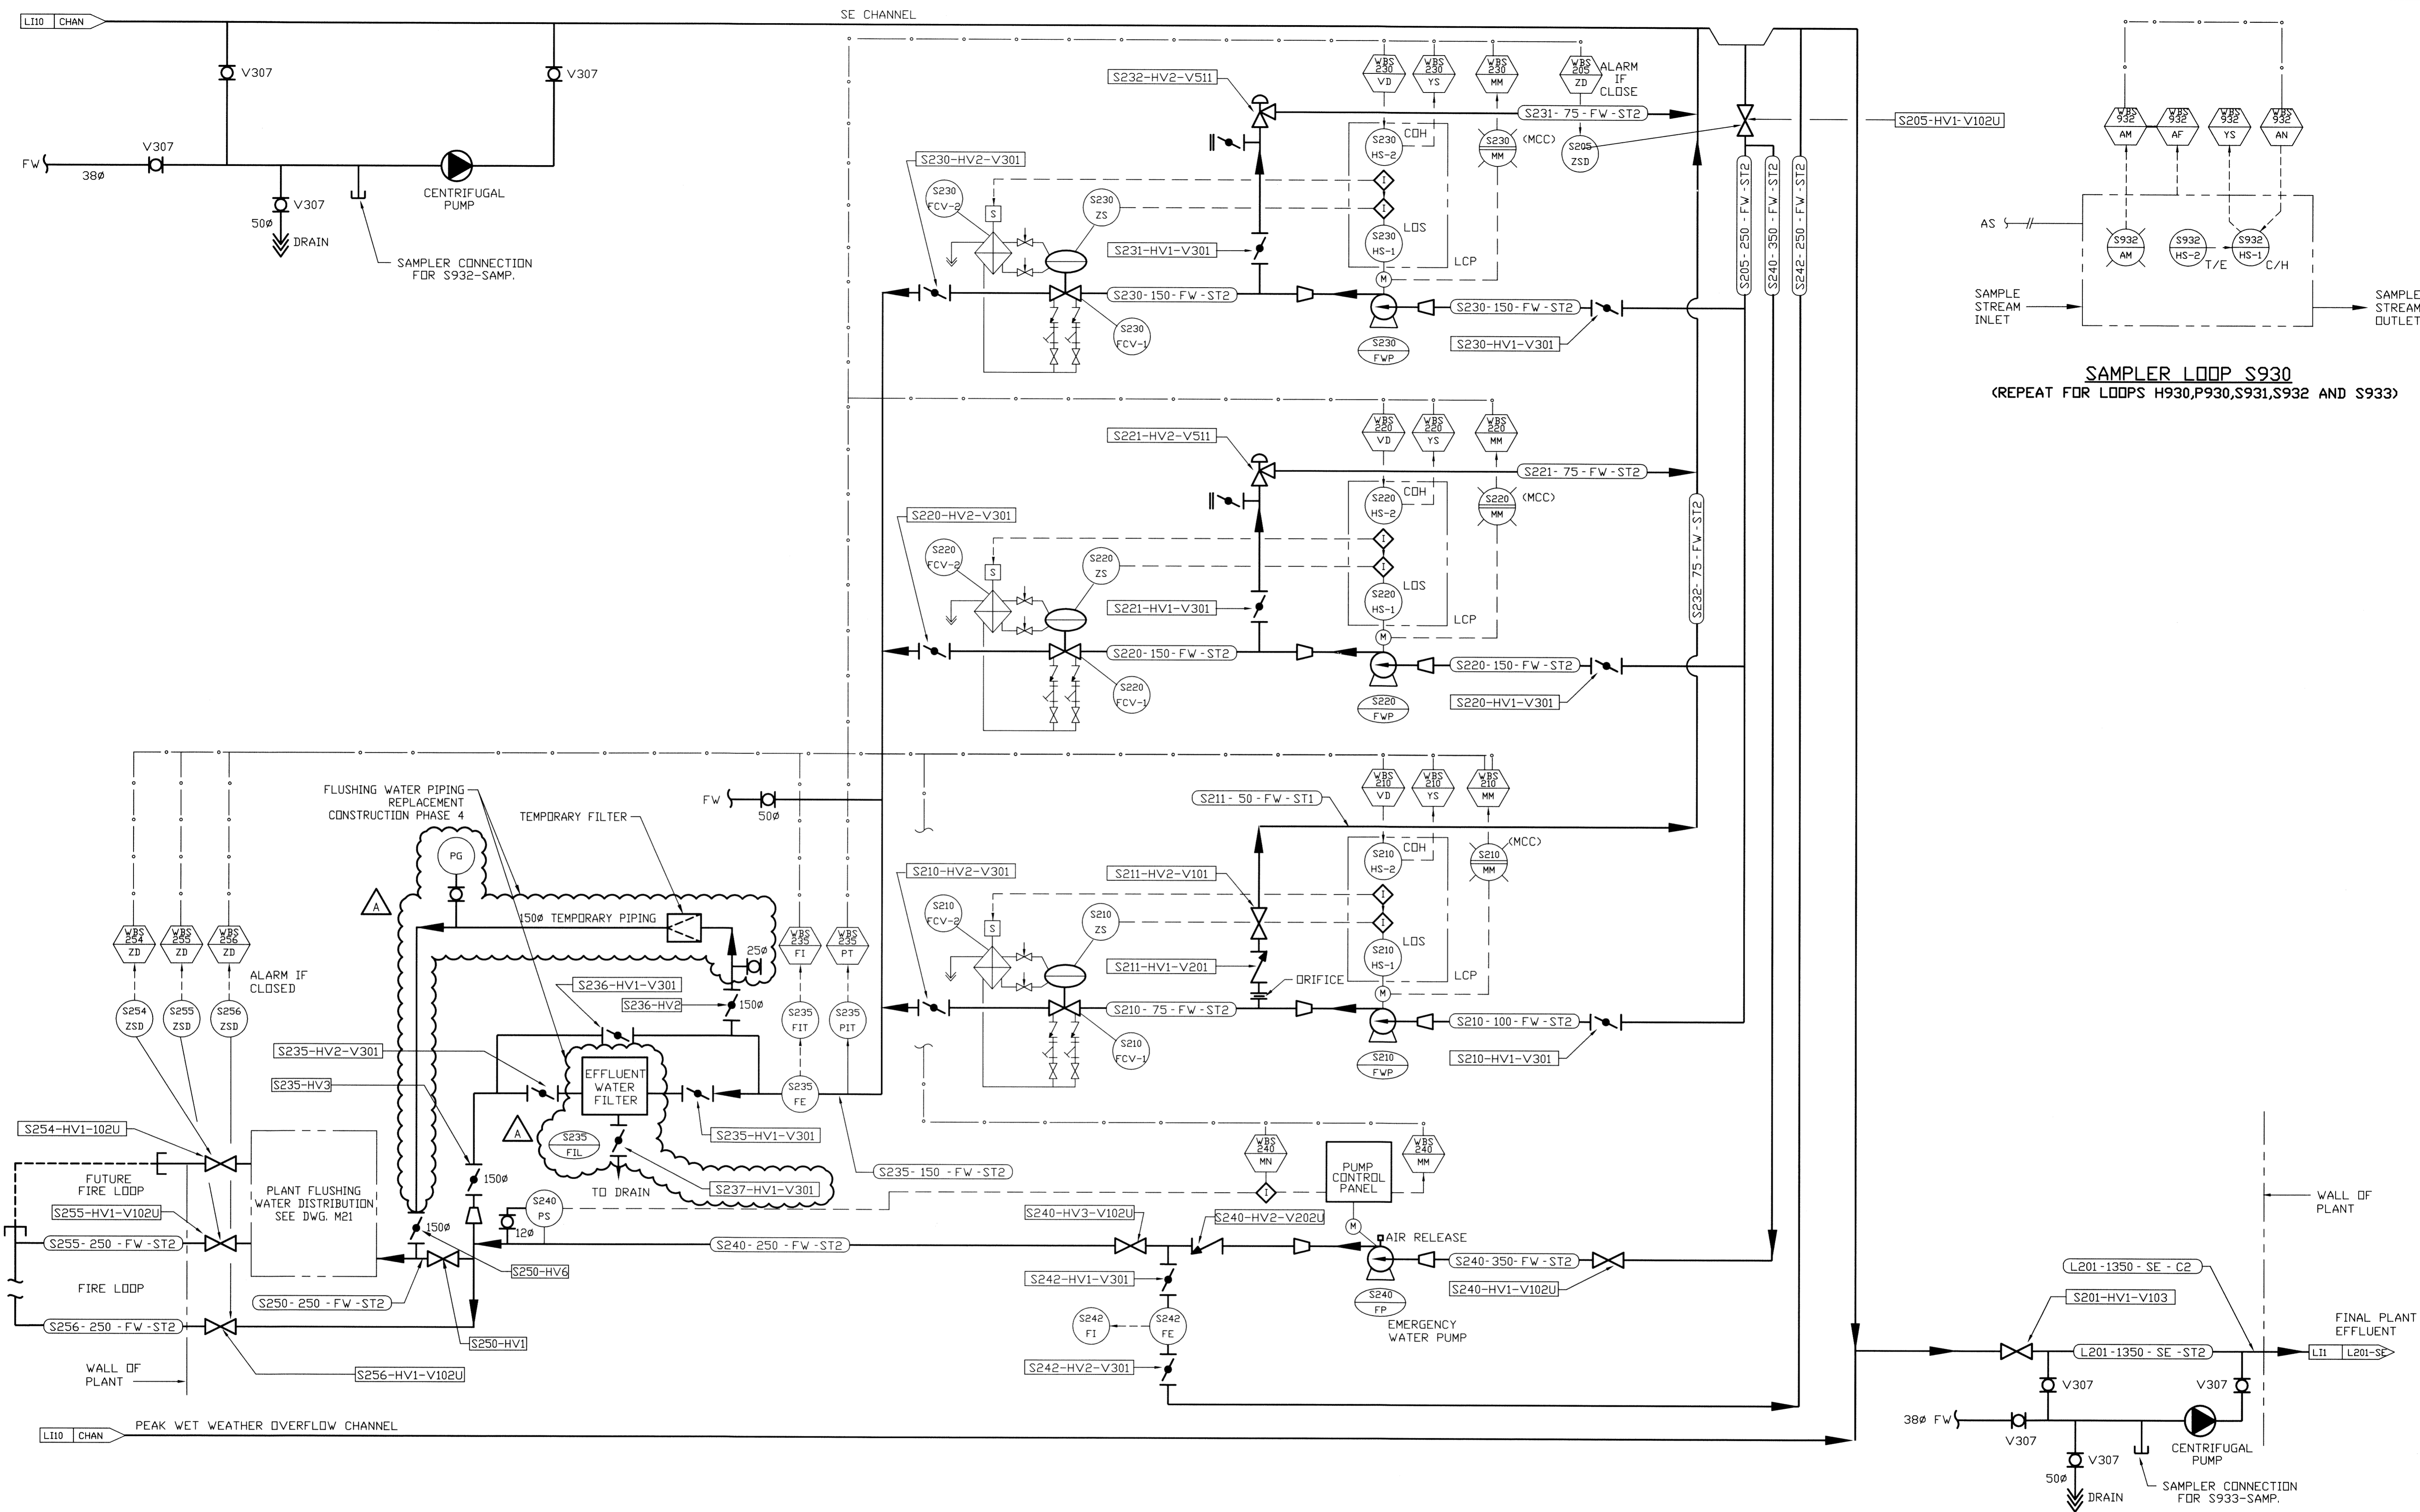 LI10 CHAN
SE CHANNEL
V307
V307
V307
FW
38ø
CENTRIFUGAL
PUMP
V307
50ø
DRAIN
SAMPLER CONNECTION
FOR S932-SAMP.
S232-HV2-V511
WBS
230
VD
WBS
230
YS
WBS
230
MM
WBS
205
ZD
ALARM
IF
CLOSE
S231- 75 -FW -ST2
S205-HV1-V102U
S230
HS-2
COH
S230
MM
(MCC)
S205
ZSD
S230-HV2-V301
S230
FCV-2
S
S230
ZS
I
I
LOS
S230
HS-1
LCP
M
S231-HV1-V301
S230-150-FW -ST2
S230-150-FW -ST2
S230
FCV-1
S230
FWP
S230-HV1-V301
S205- 250 -FW -ST2
S240- 350 -FW -ST2
S242- 250 -FW -ST2
WBS
932
AM
WBS
932
AF
WBS
932
YS
WBS
932
AN
AS
S932
AM
S932
HS-2
T/E
S932
HS-1
C/H
SAMPLE
STREAM
INLET
SAMPLE
STREAM
OUTLET
SAMPLER LOOP S930
(REPEAT FOR LOOPS H930,P930,S931,S932 AND S933)
S221-HV2-V511
WBS
220
VD
WBS
220
YS
WBS
220
MM
S221- 75 -FW -ST2
S220
HS-2
COH
S220
MM
(MCC)
S220-HV2-V301
S220
FCV-2
S
S220
ZS
I
I
LOS
S220
HS-1
LCP
M
S221-HV1-V301
S220-150-FW -ST2
S220-150-FW -ST2
S220
FCV-1
S220
FWP
S220-HV1-V301
S232- 75 -FW -ST2
FLUSHING WATER PIPING
REPLACEMENT
CONSTRUCTION PHASE 4
TEMPORARY FILTER
FW
50ø
PG
A
150ø TEMPORARY PIPING
25ø
WBS
254
ZD
WBS
255
ZD
WBS
256
ZD
ALARM IF
CLOSED
WBS
235
FI
WBS
235
PT
S254
ZSD
S255
ZSD
S256
ZSD
S236-HV1-V301
S236-HV2
150ø
S235
FIT
S235
PIT
S235-HV2-V301
S235-HV3
EFFLUENT
WATER
FILTER
S235
FE
S235-HV1-V301
A
S235
FIL
TO DRAIN
S237-HV1-V301
S235- 150 -FW -ST2
S211- 50 -FW -ST1
WBS
210
VD
WBS
210
YS
WBS
210
MM
S210-HV2-V301
S211-HV2-V101
S210
HS-2
COH
S210
MM
(MCC)
S210
FCV-2
S
S210
ZS
I
I
LOS
S210
HS-1
LCP
M
S211-HV1-V201
ORIFICE
S210- 75 -FW -ST2
S210 -100-FW -ST2
S210
FCV-1
S210
FWP
S210-HV1-V301
S254-HV1-102U
FUTURE
FIRE LOOP
S255-HV1-V102U
S255- 250 -FW -ST2
FIRE LOOP
S256- 250 -FW -ST2
WALL OF
PLANT
S256-HV1-V102U
PLANT FLUSHING
WATER DISTRIBUTION
SEE DWG. M21
150ø
150ø
S250- 250 -FW -ST2
S250-HV6
S250-HV1
S240
PS
12ø
S240- 250 -FW -ST2
WBS
240
MN
I
PUMP
CONTROL
PANEL
WBS
240
MM
M
S240-HV3-V102U
S240-HV2-V202U
AIR RELEASE
S242-HV1-V301
S240-350-FW -ST2
S240-HV1-V102U
S240
FP
EMERGENCY
WATER PUMP
S242
FI
S242
FE
S242-HV2-V301
WALL OF
PLANT
L201 -1350 - SE - C2
S201-HV1-V103
L201 -1350 - SE -ST2
FINAL PLANT
EFFLUENT
LI1 L201-SE
V307
V307
38ø FW
V307
CENTRIFUGAL
PUMP
V307
50ø
DRAIN
SAMPLER CONNECTION
FOR S933-SAMP.
LI10 CHAN
PEAK WET WEATHER OVERFLOW CHANNEL